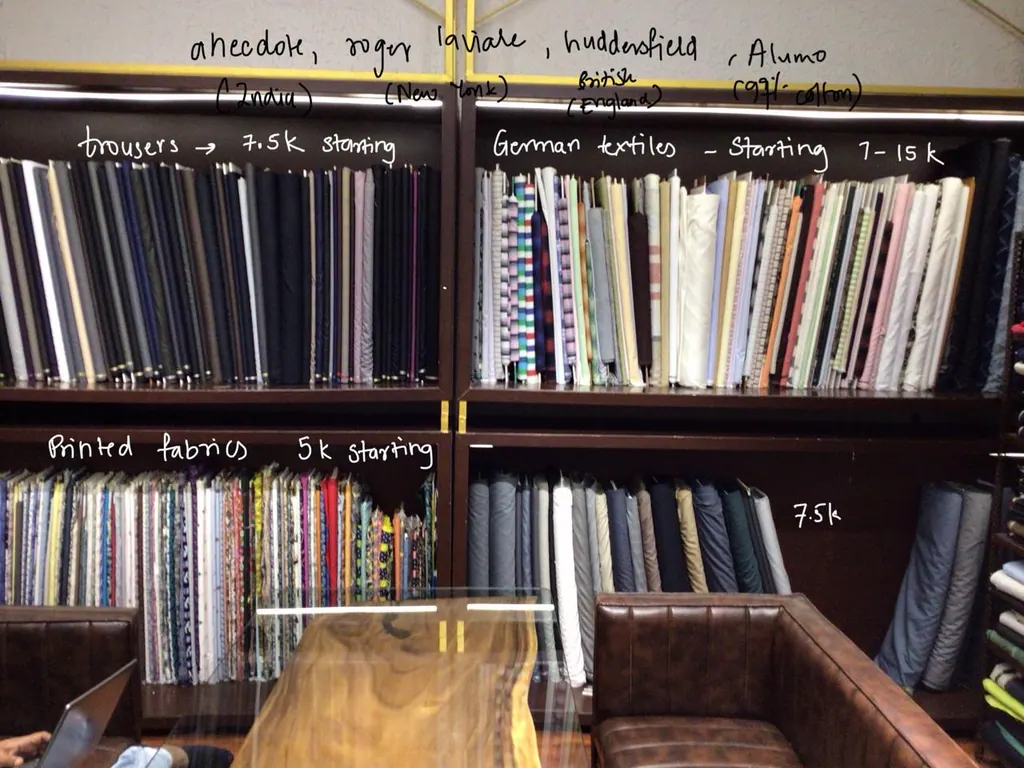 anecdote, roger laviale, huddersfield, Alumo
(India) (New York) British (England) (99% cotton)
trousers → 7.5k starting
German textiles - Starting 7-15k
Printed fabrics 5k starting
7.5k